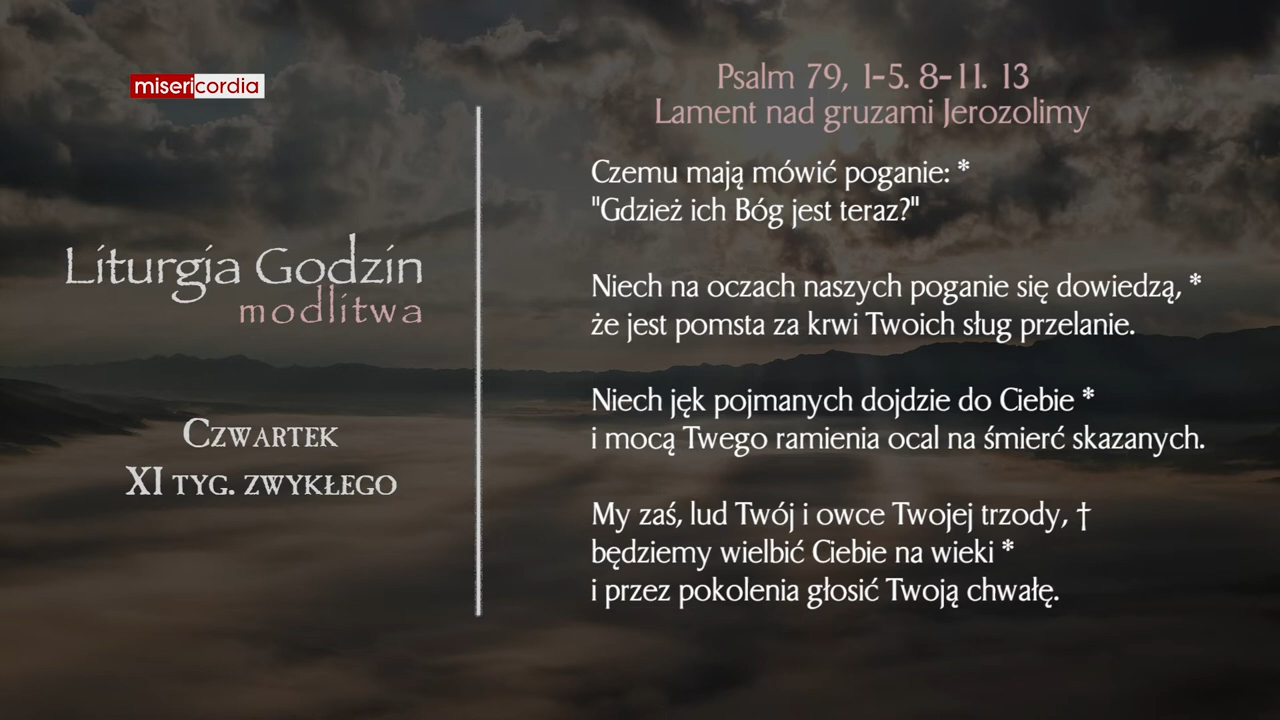 misericordia
Liturgia Godzin
modlitwa
Czwartek
XI tyg. zwykłego
Psalm 79, 1-5. 8-11. 13
Lament nad gruzami Jerozolimy
Czemu mają mówić poganie: *
"Gdzież ich Bóg jest teraz?"
Niech na oczach naszych poganie się dowiedzą, *
że jest pomsta za krwi Twoich sług przelanie.
Niech jęk pojmanych dojdzie do Ciebie *
i mocą Twego ramienia ocal na śmierć skazanych.
My zaś, lud Twój i owce Twojej trzody, †
będziemy wielbić Ciebie na wieki *
i przez pokolenia głosić Twoją chwałę.